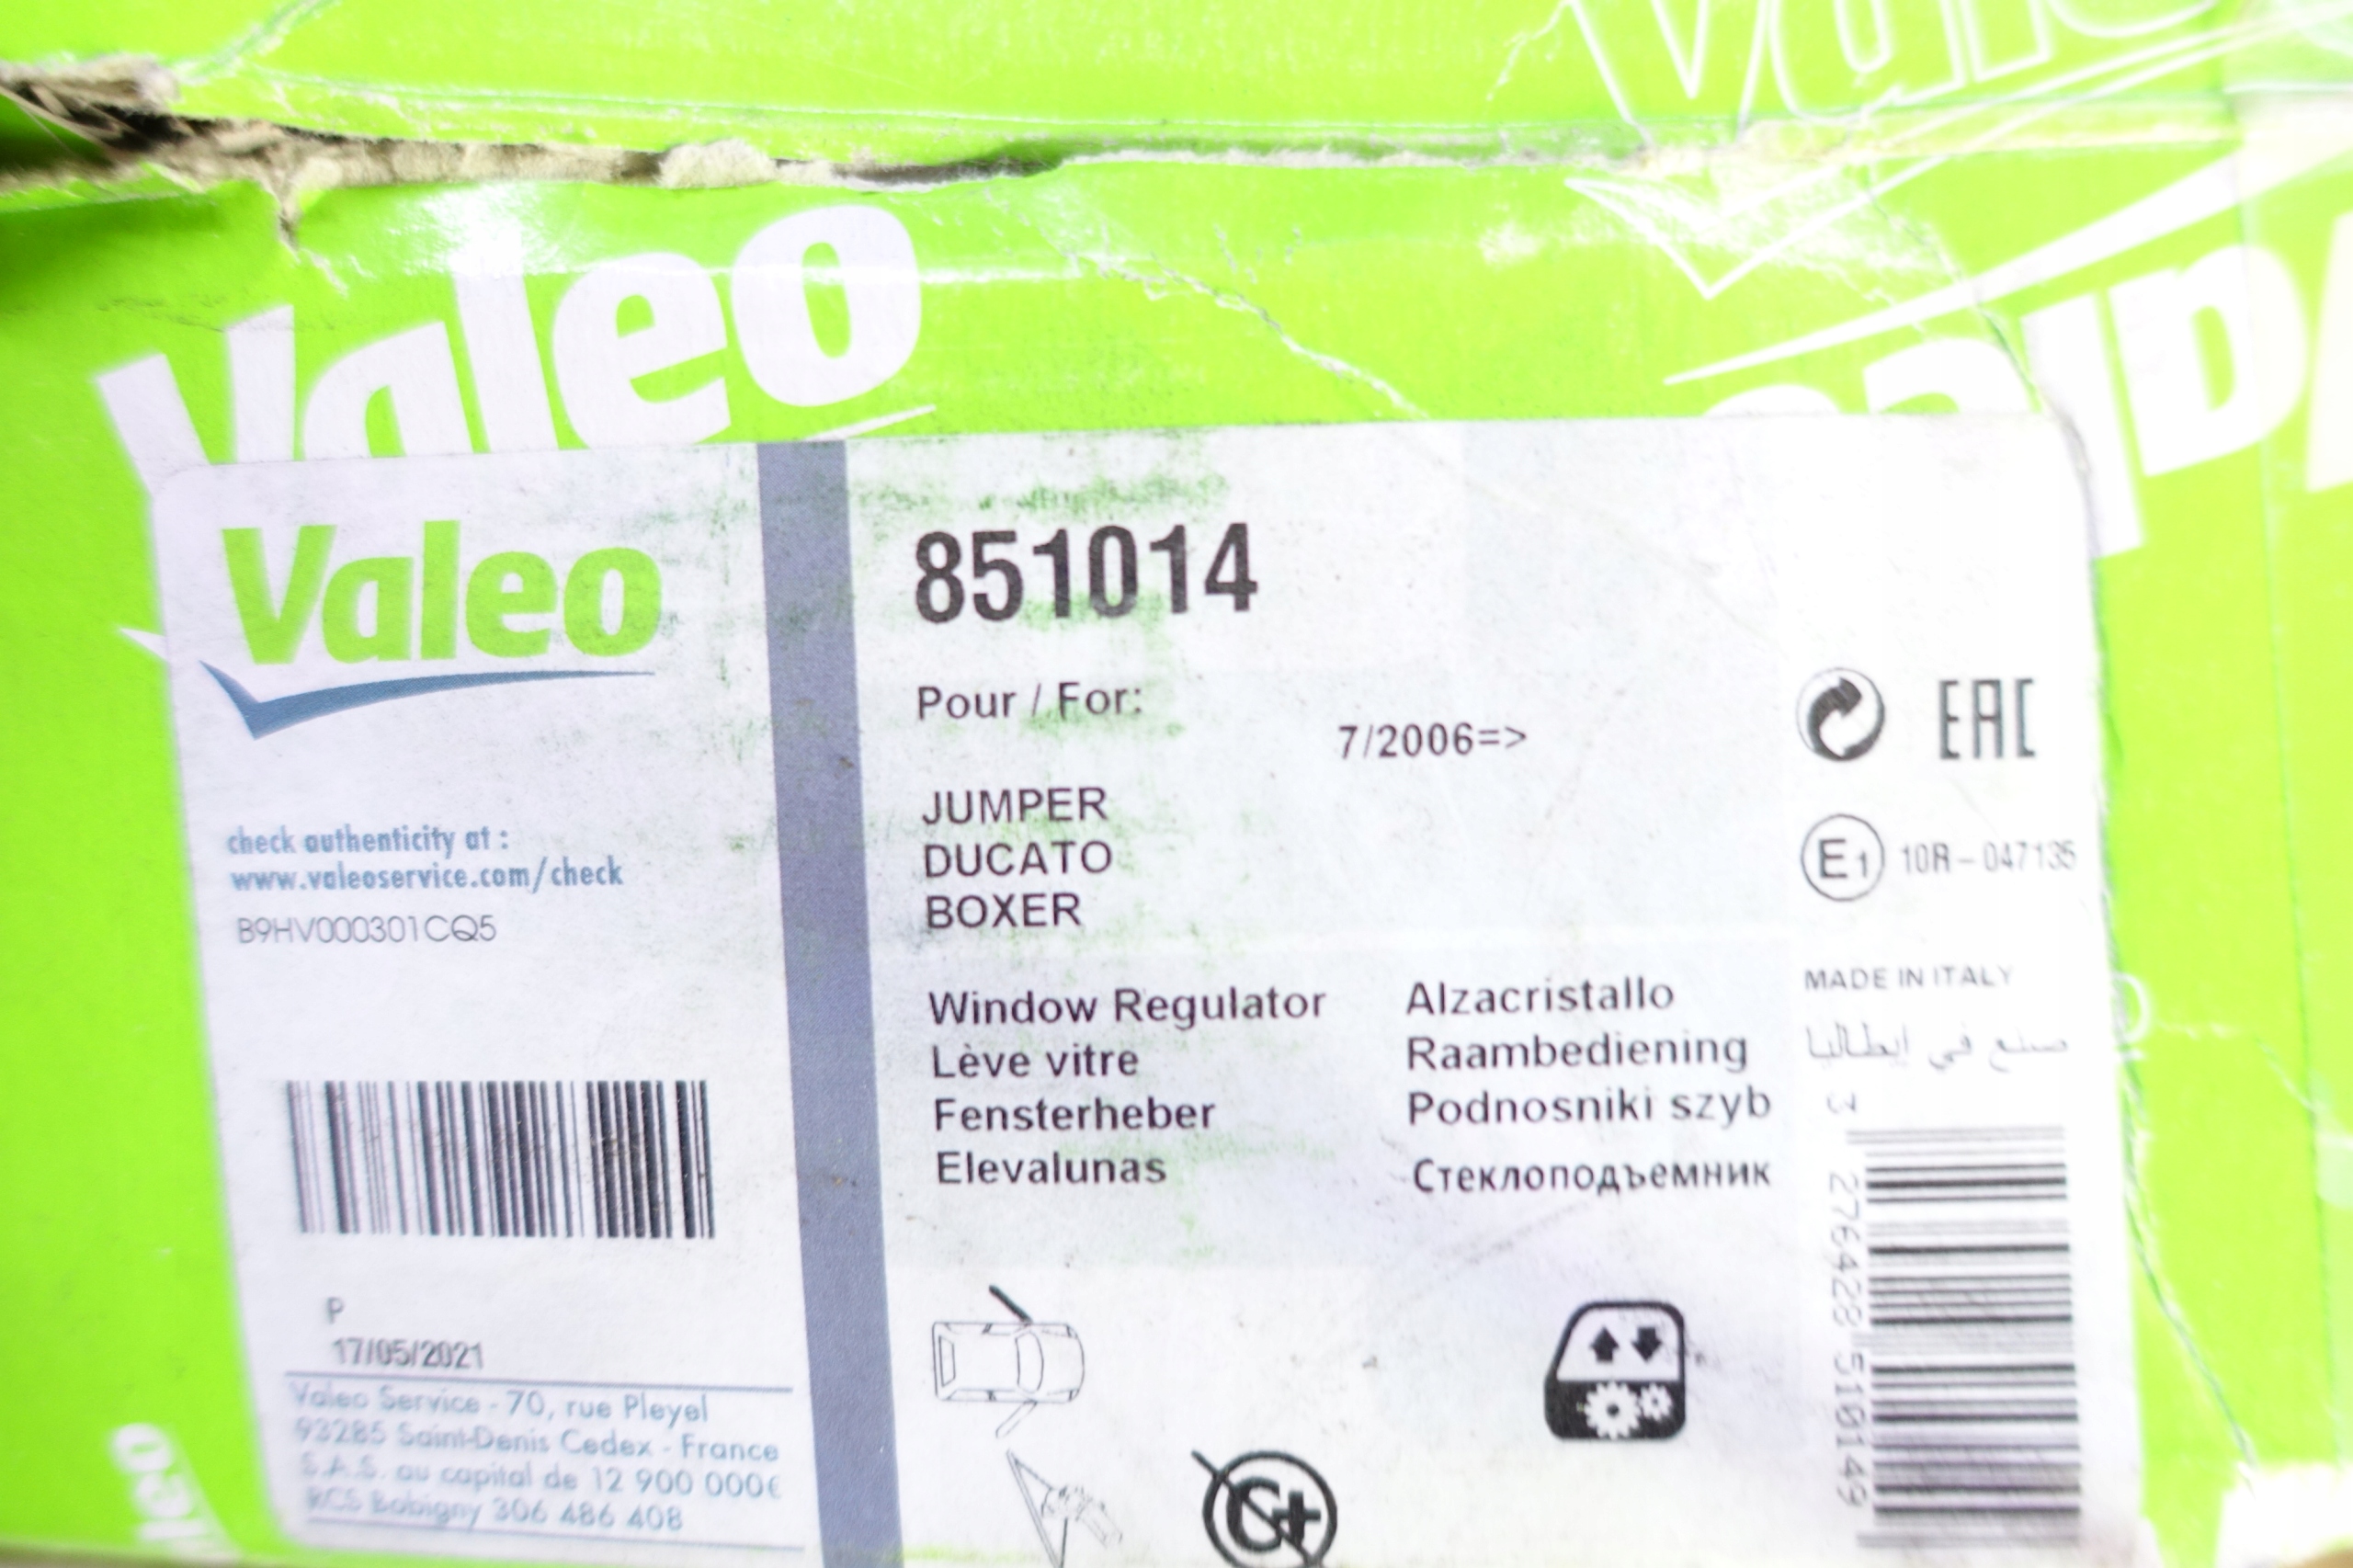 Valeo
Valeo
Valeo
check authenticity at :
www.valeoservice.com/check
B9HV000301CQ5
P
17/05/2021
Valeo Service - 70, rue Pleyel
93285 Saint-Denis Cedex - France
S.A.S. au capital de 12 900 000€
RCS Bobigny 306 486 408
851014
Pour / For:
7/2006=>
JUMPER
DUCATO
BOXER
Window Regulator
Lève vitre
Fensterheber
Elevalunas
Alzacristallo
Raambediening
Podnosniki szyb
Стеклоподъемник
G+
EAC
E1 10R - 047135
MADE IN ITALY
صنع في إيطاليا
3 276428 510149